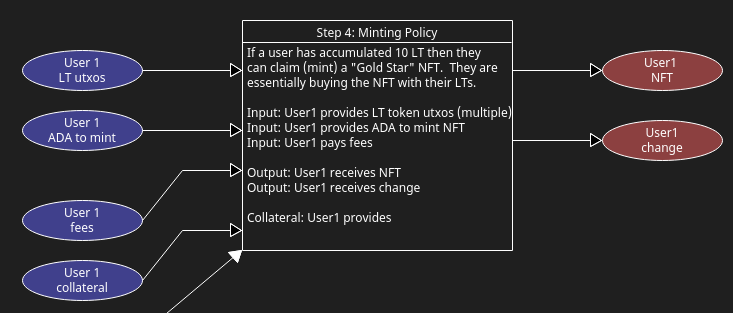 Step 4: Minting Policy
User 1
LT utxos
If a user has accumulated 10 LT then they
can claim (mint) a "Gold Star" NFT.  They are
essentially buying the NFT with their LTs.
User1
NFT
User 1
ADA to mint
Input: User1 provides LT token utxos (multiple)
Input: User1 provides ADA to mint NFT
Input: User1 pays fees
User1
change
Output: User1 receives NFT
Output: User1 receives change
User 1
fees
Collateral: User1 provides
User 1
collateral